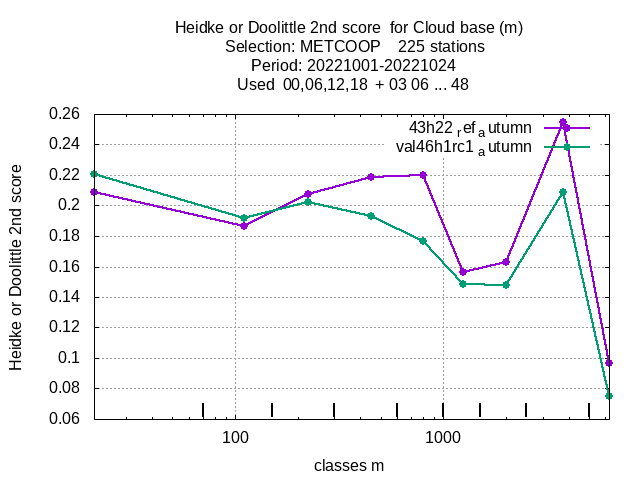 Heidke or Doolittle 2nd score for Cloud base (m)
Selection: METCOOP 225 stations
Period: 20221001-20221024
Used 00,06,12,18 + 03 06 ... 48
43h22 ref autumn
val46h1rc1 autumn
0.26
0.24
0.22
0.2
0.18
0.16
0.14
0.12
0.1
0.08
0.06
Heidke or Doolittle 2nd score
100 1000
classes m